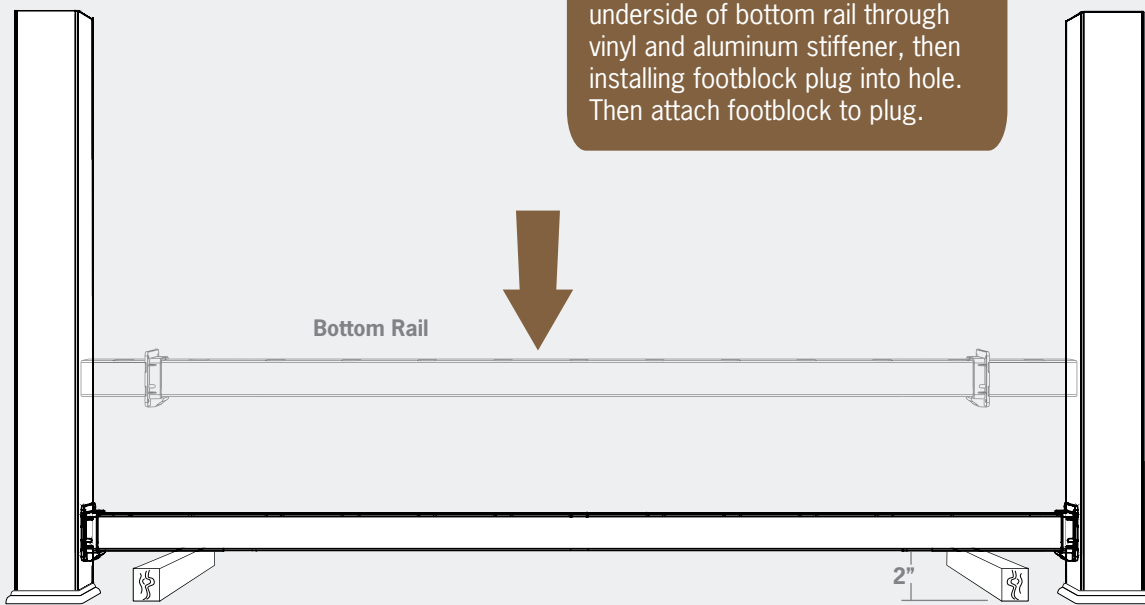 underside of bottom rail through
vinyl and aluminum stiffener, then
installing footblock plug into hole.
Then attach footblock to plug.
Bottom Rail
2”